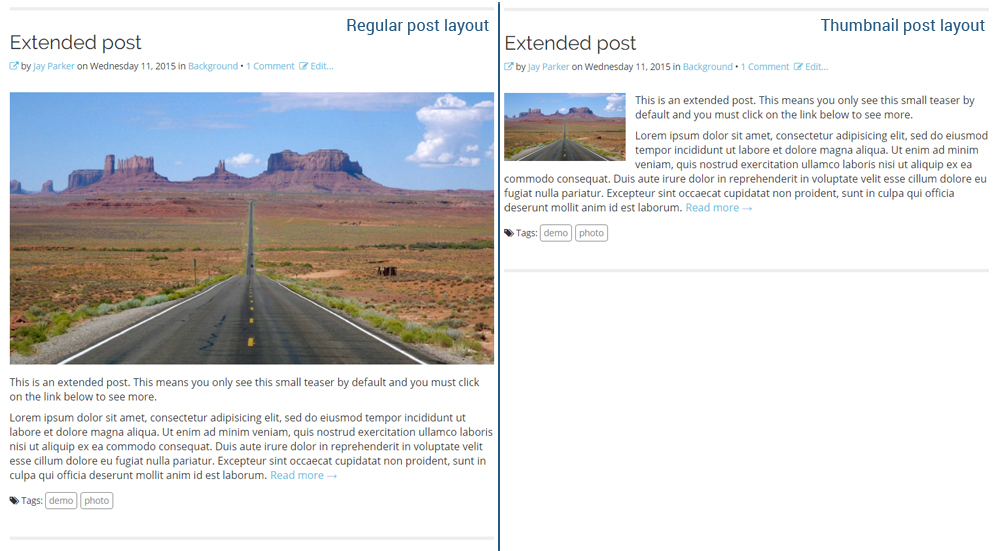 Regular post layout
Extended post
by Jay Parker on Wednesday 11, 2015 in Background • 1 Comment Edit...
This is an extended post. This means you only see this small teaser by default and you must click
on the link below to see more.
Lorem ipsum dolor sit amet, consectetur adipisicing elit, sed do eiusmod tempor incididunt ut
labore et dolore magna aliqua. Ut enim ad minim veniam, quis nostrud exercitation ullamco laboris
nisi ut aliquip ex ea commodo consequat. Duis aute irure dolor in reprehenderit in voluptate velit
esse cillum dolore eu fugiat nulla pariatur. Excepteur sint occaecat cupidatat non proident, sunt in
culpa qui officia deserunt mollit anim id est laborum. Read more →
Tags: demo photo
Thumbnail post layout
Extended post
by Jay Parker on Wednesday 11, 2015 in Background • 1 Comment Edit...
This is an extended post. This means you only see this small teaser by
default and you must click on the link below to see more.
Lorem ipsum dolor sit amet, consectetur adipisicing elit, sed do eiusmod
tempor incididunt ut labore et dolore magna aliqua. Ut enim ad minim
veniam, quis nostrud exercitation ullamco laboris nisi ut aliquip ex ea
commodo consequat. Duis aute irure dolor in reprehenderit in voluptate velit esse cillum dolore eu
fugiat nulla pariatur. Excepteur sint occaecat cupidatat non proident, sunt in culpa qui officia
deserunt mollit anim id est laborum. Read more →
Tags: demo photo